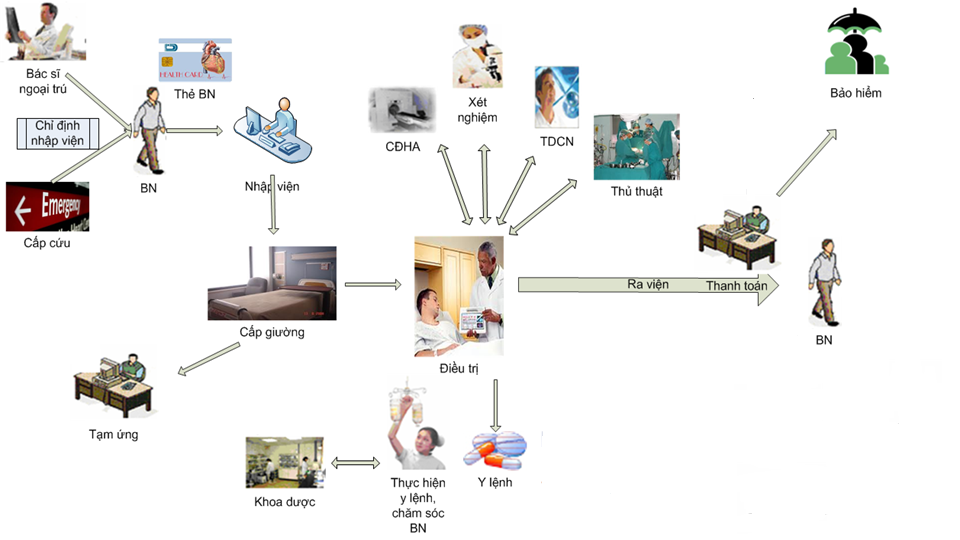 Bác sĩ
ngoại trú
Thẻ BN
HEALTH CARD
Chỉ định
nhập viện
BN
Nhập viện
Emergency
Cấp cứu
CĐHA
Xét
nghiệm
TDCN
Thủ thuật
Bảo hiểm
Cấp giường
Điều trị
Ra viện
Thanh toán
BN
Tạm ứng
Khoa dược
Thực hiện
y lệnh,
chăm sóc
BN
Y lệnh